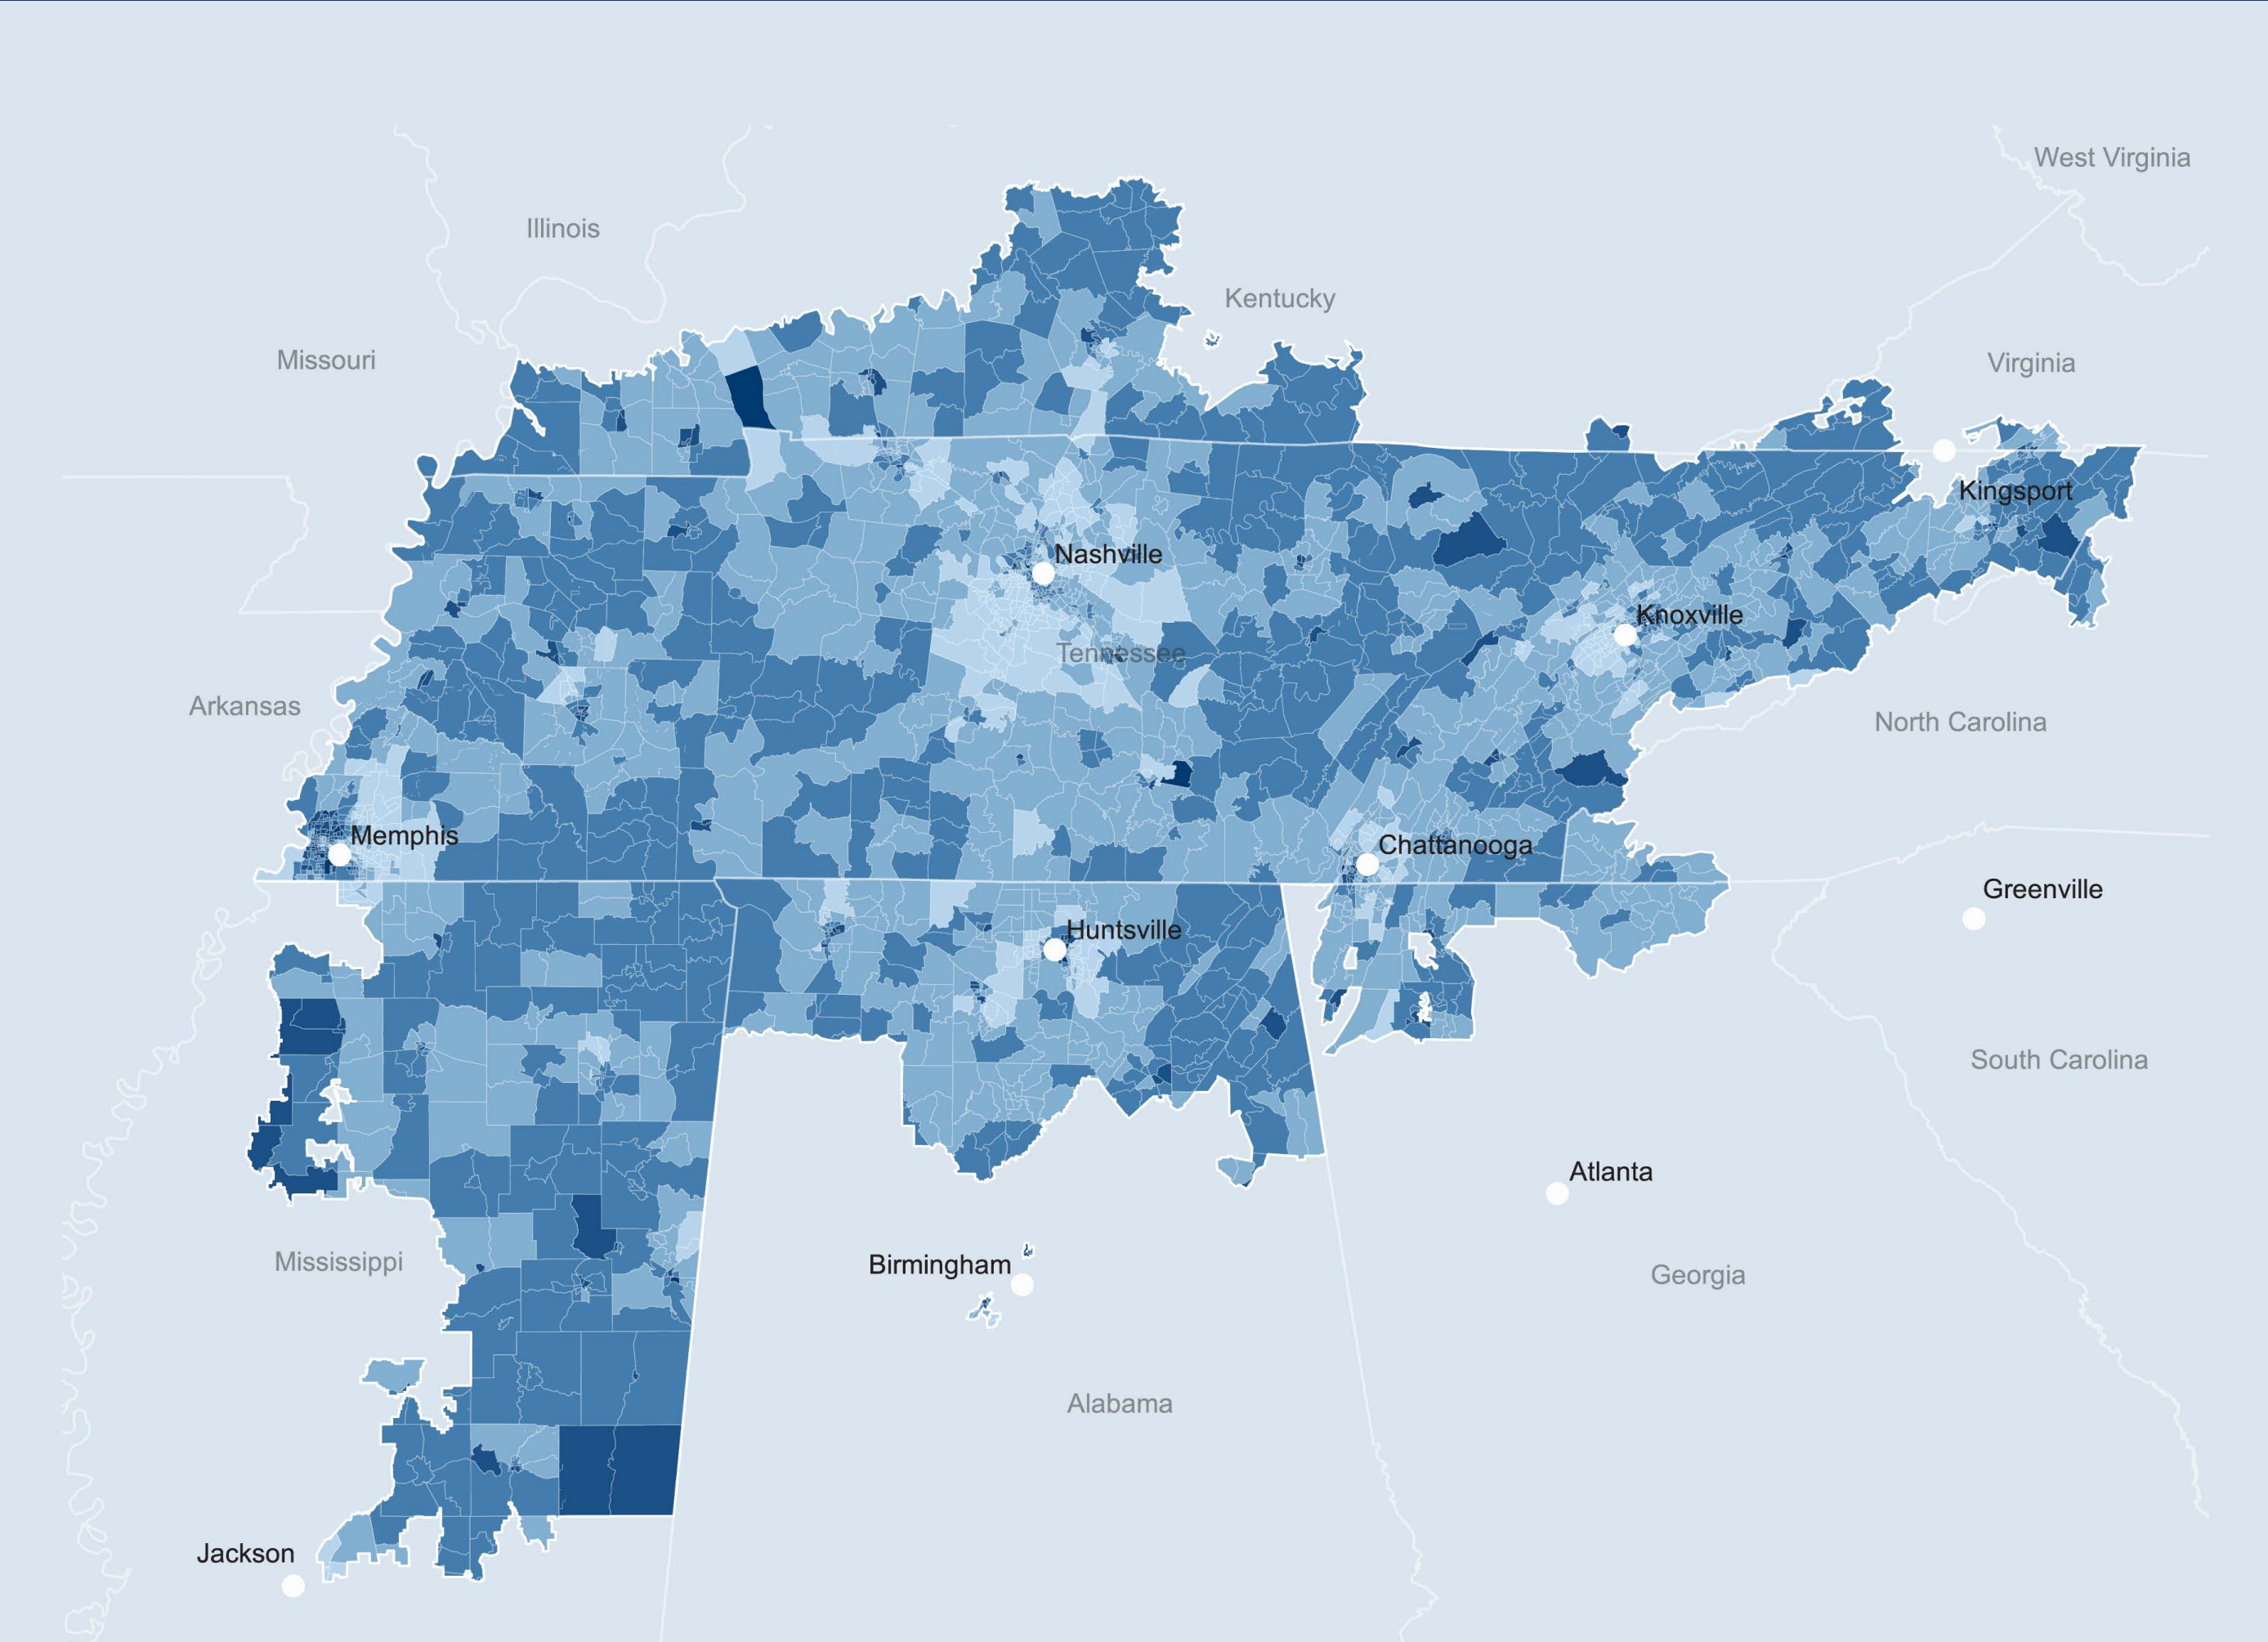 West Virginia
Illinois
Kentucky
Missouri
Virginia
Kingsport
Nashville
Knoxville
Tennessee
Arkansas
North Carolina
Memphis
Chattanooga
Greenville
Huntsville
South Carolina
Atlanta
Mississippi
Birmingham
Georgia
Alabama
Jackson